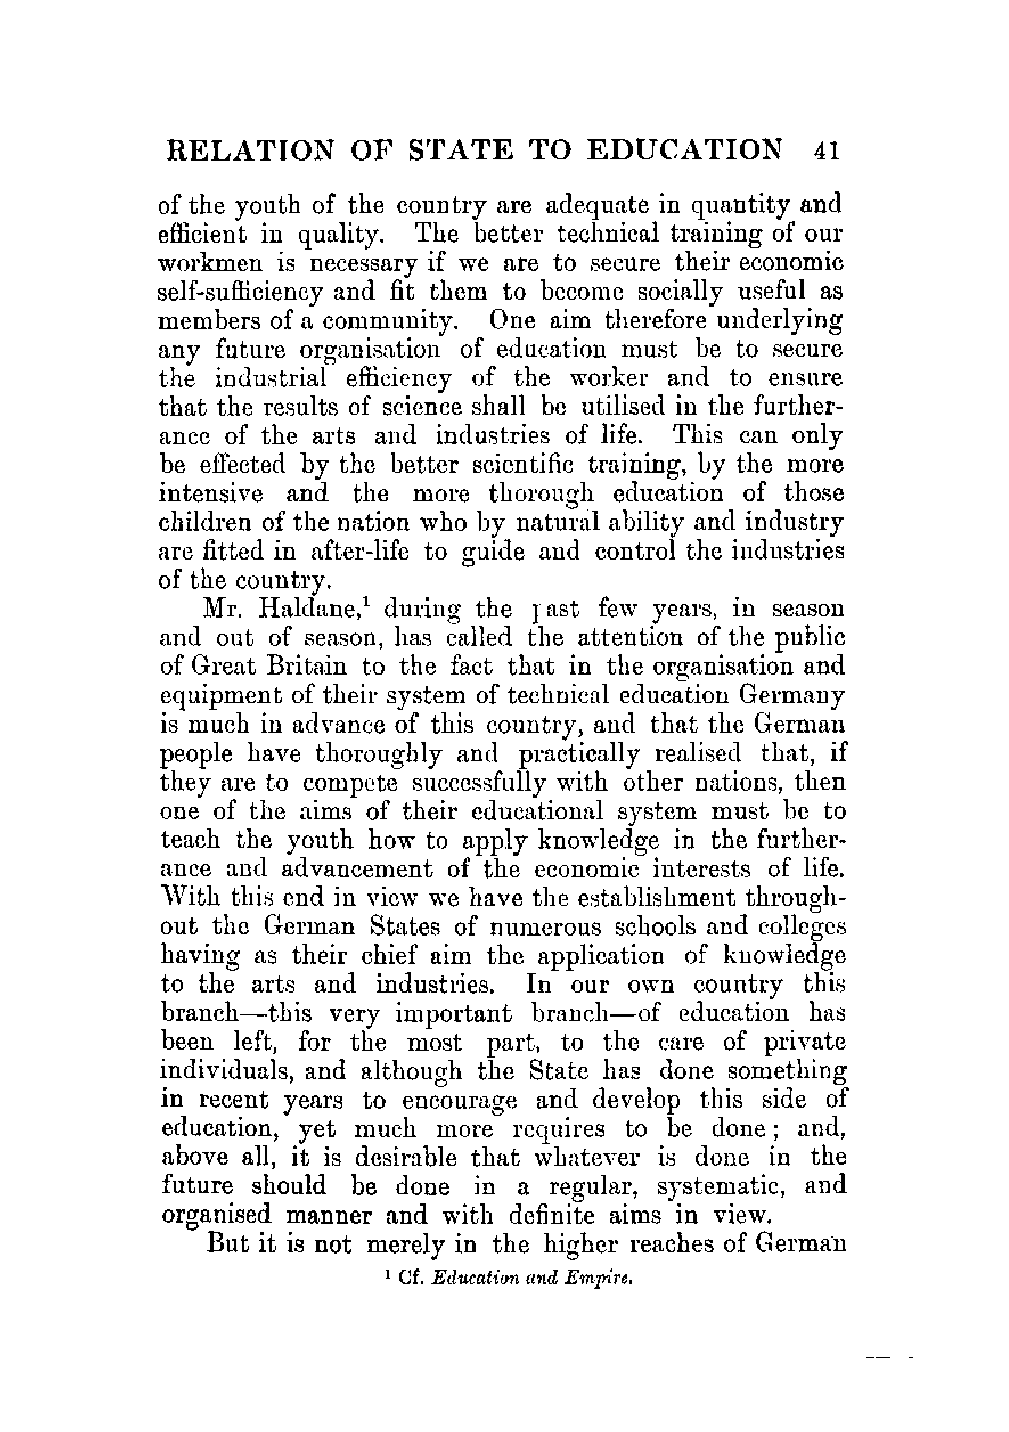 RELATION OF STATE TO EDUCATION 41
of the youth of the country are adequate in quantity and
efficient in quality. The better technical training of our
workmen is necessary if we are to secure their economic
self-sufficiency and fit them to become socially useful as
members of a community. One aim therefore underlying
any future organisation of education must be to secure
the industrial efficiency of the worker and to ensure
that the results of science shall be utilised in the further-
ance of the arts and industries of life. This can only
be effected by the better scientific training, by the more
intensive and the more thorough education of those
children of the nation who by natural ability and industry
are fitted in after-life to guide and control the industries
of the country.
Mr. Haldane,¹ during the past few years, in season
and out of season, has called the attention of the public
of Great Britain to the fact that in the organisation and
equipment of their system of technical education Germany
is much in advance of this country, and that the German
people have thoroughly and practically realised that, if
they are to compete successfully with other nations, then
one of the aims of their educational system must be to
teach the youth how to apply knowledge in the further-
ance and advancement of the economic interests of life.
With this end in view we have the establishment through-
out the German States of numerous schools and colleges
having as their chief aim the application of knowledge
to the arts and industries. In our own country this
branch—this very important branch—of education has
been left, for the most part, to the care of private
individuals, and although the State has done something
in recent years to encourage and develop this side of
education, yet much more requires to be done; and,
above all, it is desirable that whatever is done in the
future should be done in a regular, systematic, and
organised manner and with definite aims in view.
But it is not merely in the higher reaches of German
¹ Cf. Education and Empire.